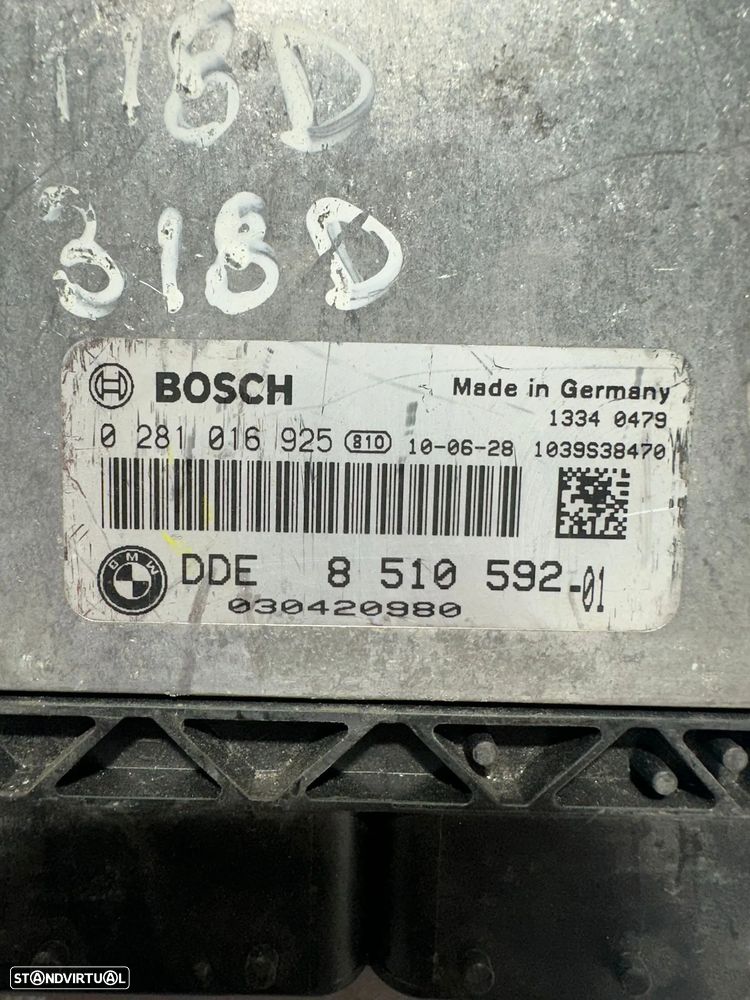 118D
318D
BOSCH Made in Germany
1334 0479
0 281 016 925 810 10-06-28 1039S38470
BMW DDE 8 510 592-01
030420980
STANDVIRTUAL